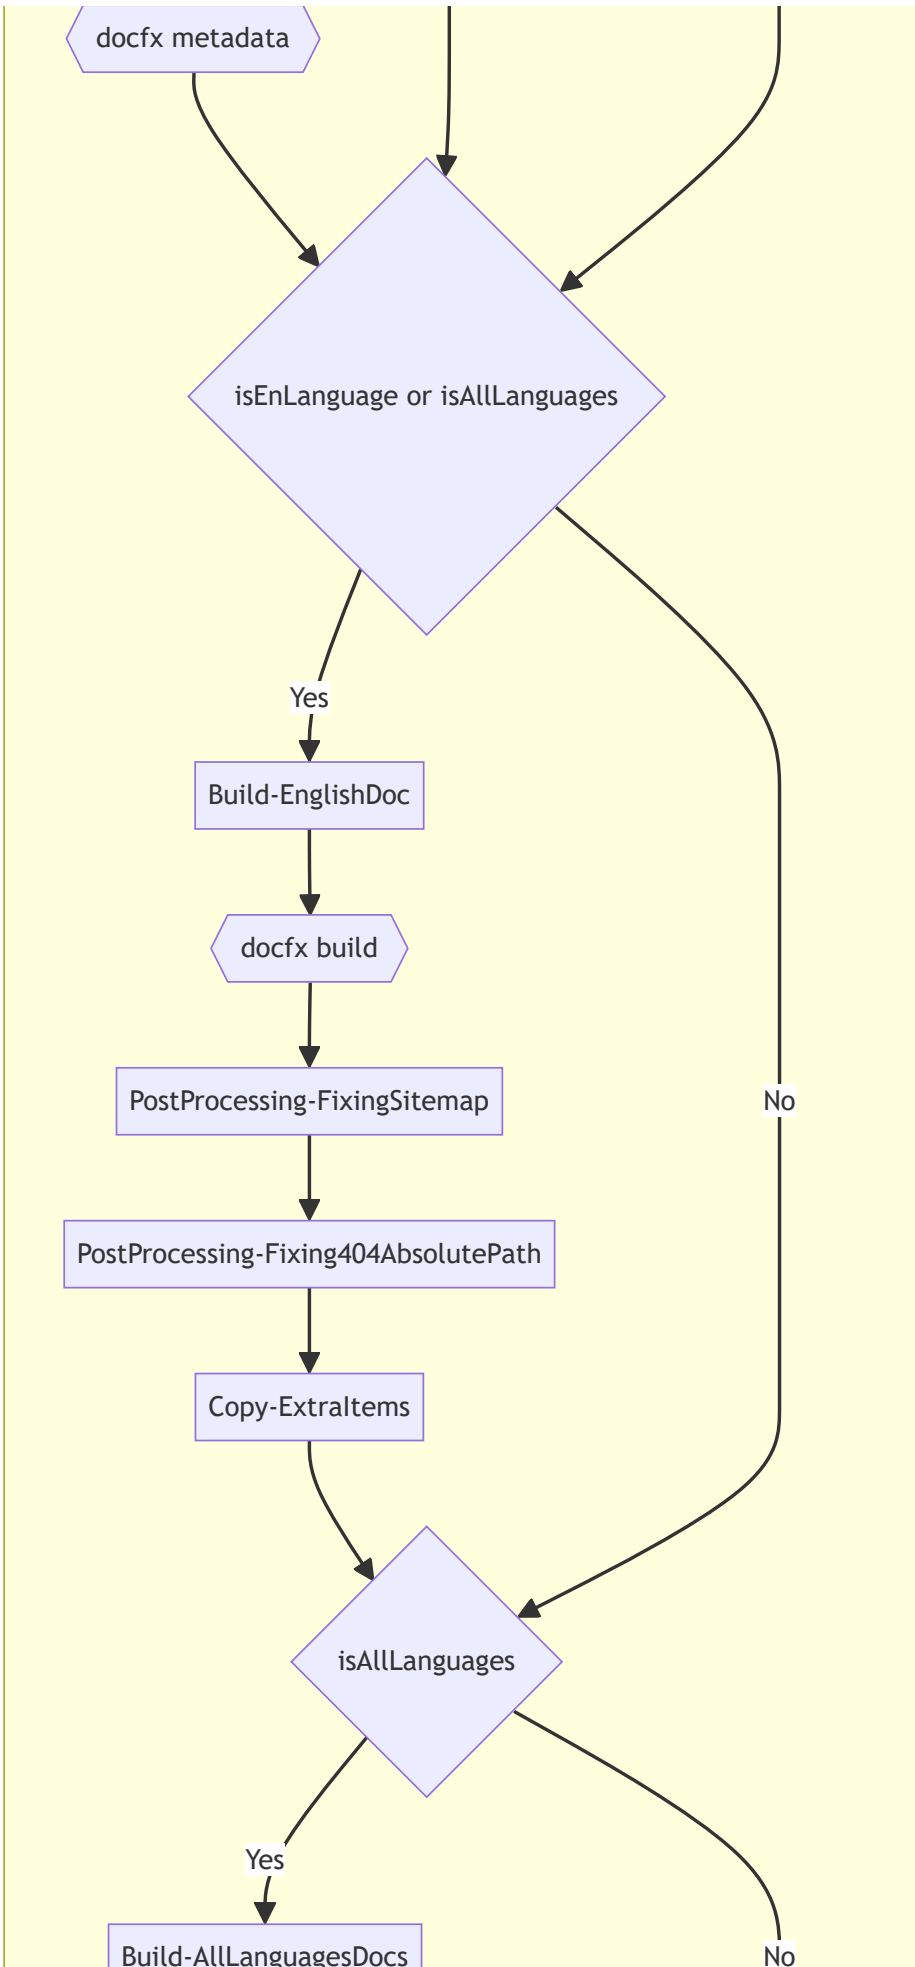 docfx metadata
isEnLanguage or isAllLanguages
Yes
Build-EnglishDoc
docfx build
PostProcessing-FixingSitemap
No
PostProcessing-Fixing404AbsolutePath
Copy-ExtraItems
isAllLanguages
Yes
Build-AllLanguagesDocs
No